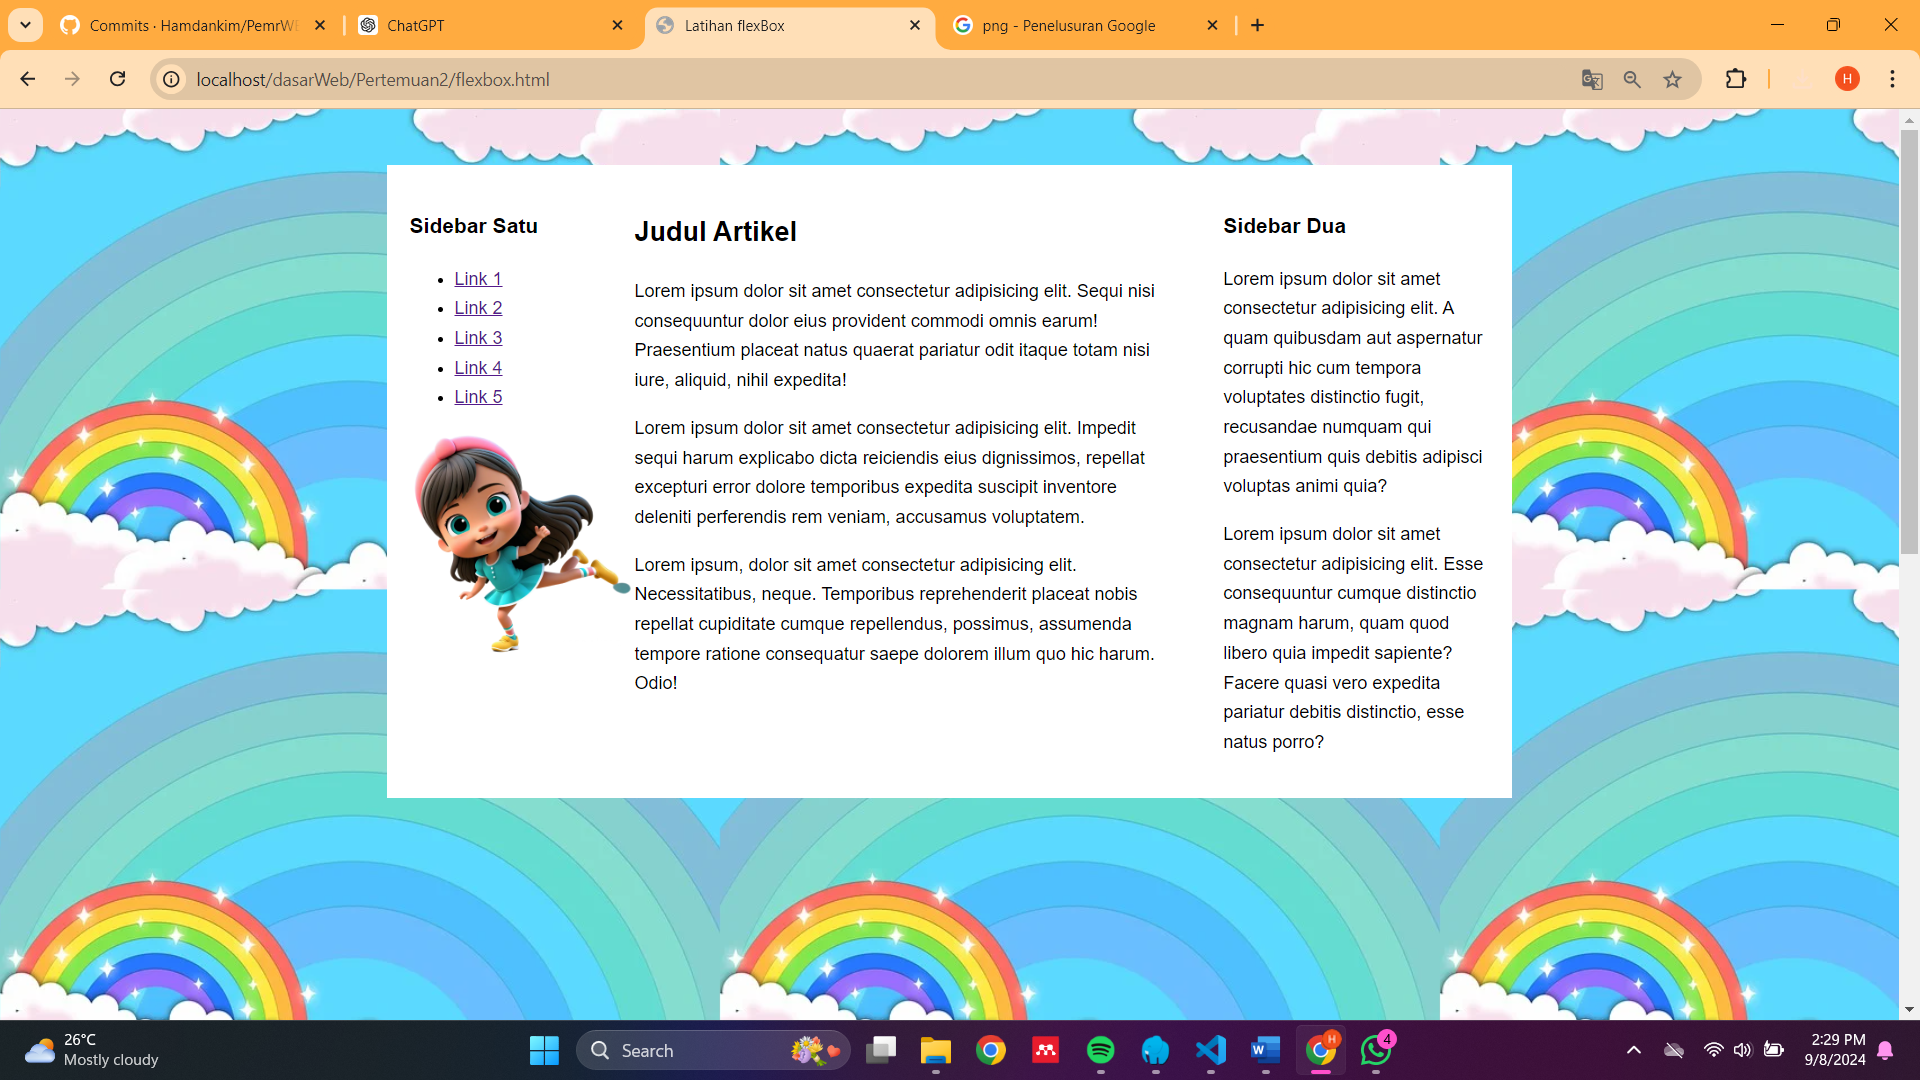 Commits · Hamdankim/PemrWE
ChatGPT
Latihan flexBox
png - Penelusuran Google
localhost/dasarWeb/Pertemuan2/flexbox.html
H
Sidebar Satu
Link 1
Link 2
Link 3
Link 4
Link 5
Judul Artikel
Lorem ipsum dolor sit amet consectetur adipisicing elit. Sequi nisi
consequuntur dolor eius provident commodi omnis earum!
Praesentium placeat natus quaerat pariatur odit itaque totam nisi
iure, aliquid, nihil expedita!
Lorem ipsum dolor sit amet consectetur adipisicing elit. Impedit
sequi harum explicabo dicta reiciendis eius dignissimos, repellat
excepturi error dolore temporibus expedita suscipit inventore
deleniti perferendis rem veniam, accusamus voluptatem.
Lorem ipsum, dolor sit amet consectetur adipisicing elit.
Necessitatibus, neque. Temporibus reprehenderit placeat nobis
repellat cupiditate cumque repellendus, possimus, assumenda
tempore ratione consequatur saepe dolorem illum quo hic harum.
Odio!
Sidebar Dua
Lorem ipsum dolor sit amet
consectetur adipisicing elit. A
quam quibusdam aut aspernatur
corrupti hic cum tempora
voluptates distinctio fugit,
recusandae numquam qui
praesentium quis debitis adipisci
voluptas animi quia?
Lorem ipsum dolor sit amet
consectetur adipisicing elit. Esse
consequuntur cumque distinctio
magnam harum, quam quod
libero quia impedit sapiente?
Facere quasi vero expedita
pariatur debitis distinctio, esse
natus porro?
26°C
Mostly cloudy
Search
H
4
2:29 PM
9/8/2024